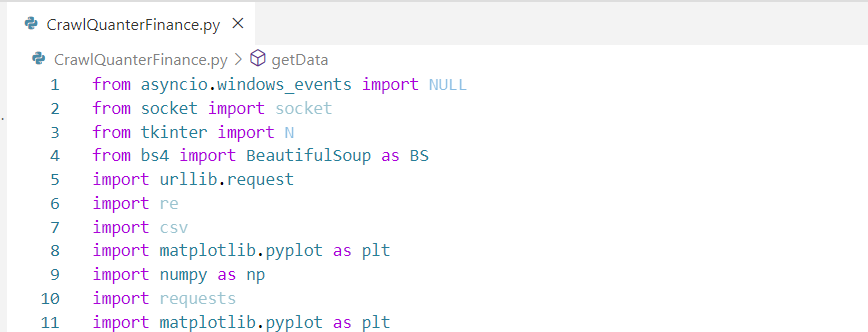 CrawlQuanterFinance.py ×
CrawlQuanterFinance.py > getData
1 from asyncio.windows_events import NULL
2 from socket import socket
3 from tkinter import N
4 from bs4 import BeautifulSoup as BS
5 import urllib.request
6 import re
7 import csv
8 import matplotlib.pyplot as plt
9 import numpy as np
10 import requests
11 import matplotlib.pyplot as plt